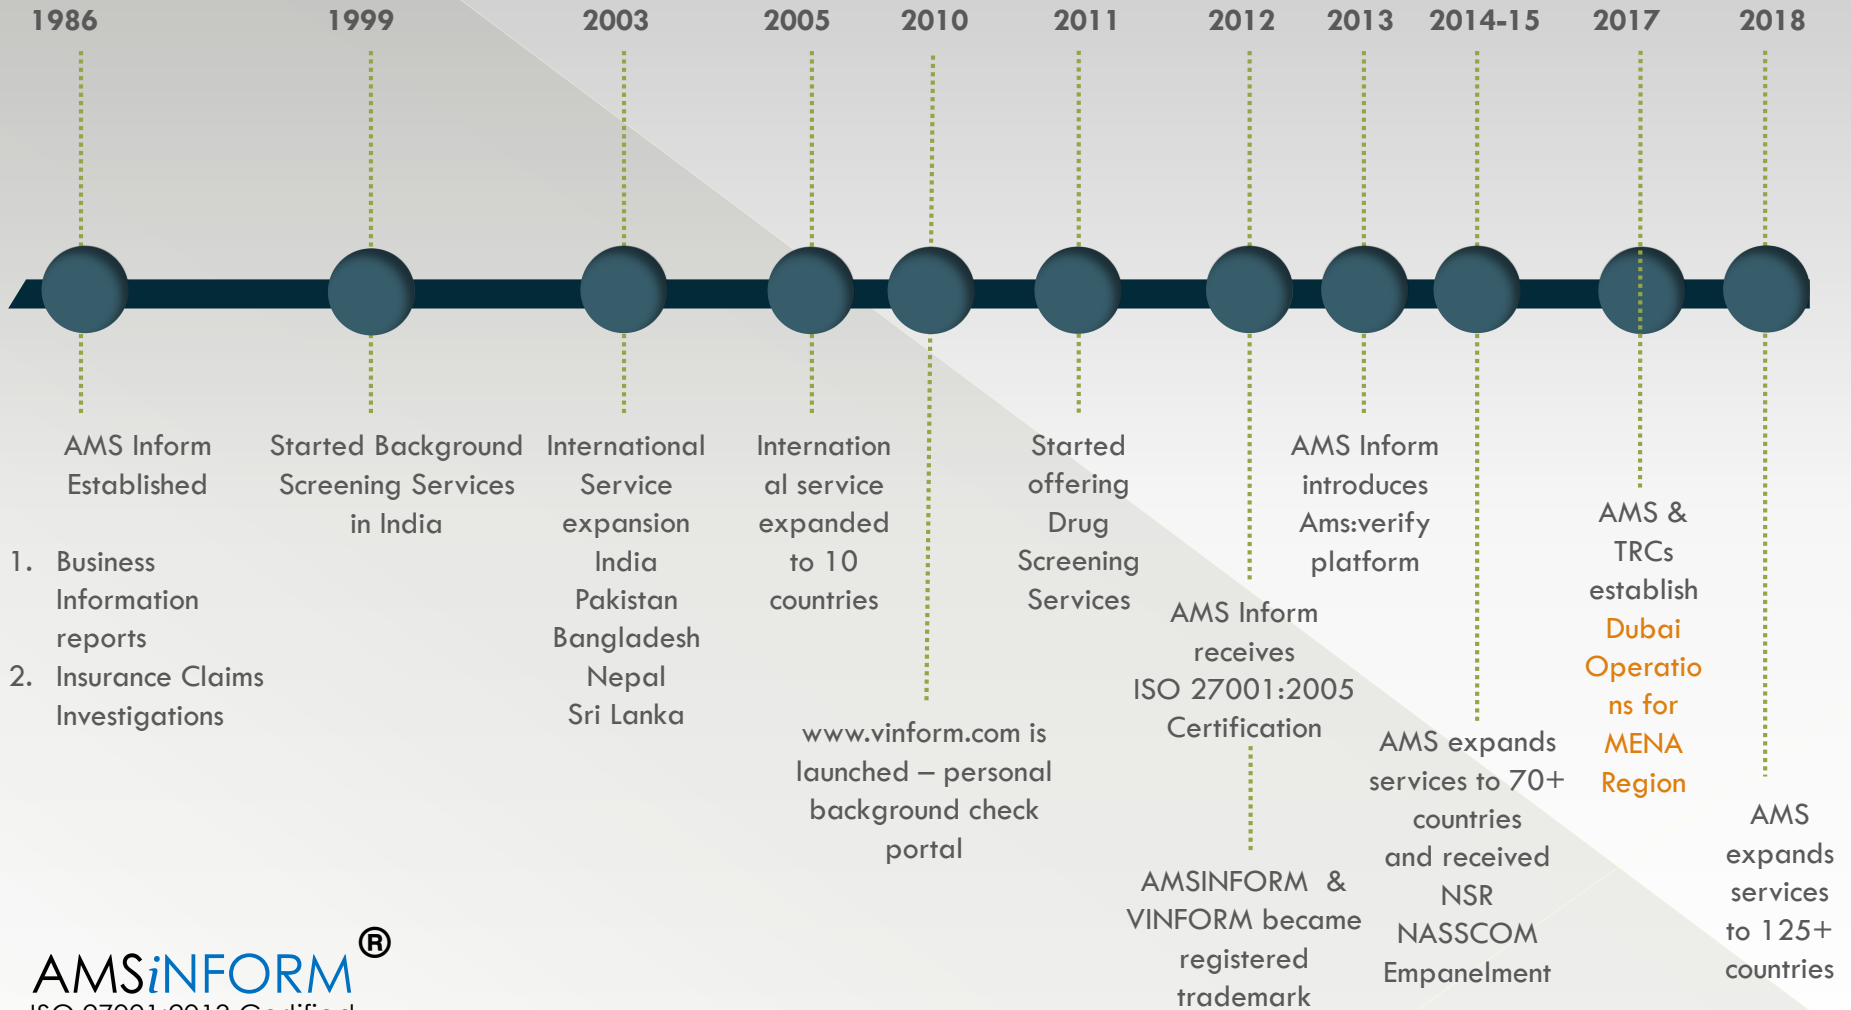 1986
1999
2003
2005
2010
2011
2012
2013
2014-15
2017
2018
AMS Inform
Established
1. Business
Information
reports
2. Insurance Claims
Investigations
Started Background
Screening Services
in India
International
Service
expansion
India
Pakistan
Bangladesh
Nepal
Sri Lanka
Internation
al service
expanded
to 10
countries
www.vinform.com is
launched – personal
background check
portal
Started
offering
Drug
Screening
Services
AMS Inform
receives
ISO 27001:2005
Certification
AMSINFORM &
VINFORM became
registered
trademark
AMS Inform
introduces
Ams:verify
platform
AMS expands
services to 70+
countries
and received
NSR
NASSCOM
Empanelment
AMS &
TRCs
establish
Dubai
Operatio
ns for
MENA
Region
AMS
expands
services
to 125+
countries
AMSiNFORM®
ISO 27001:2013 Certified